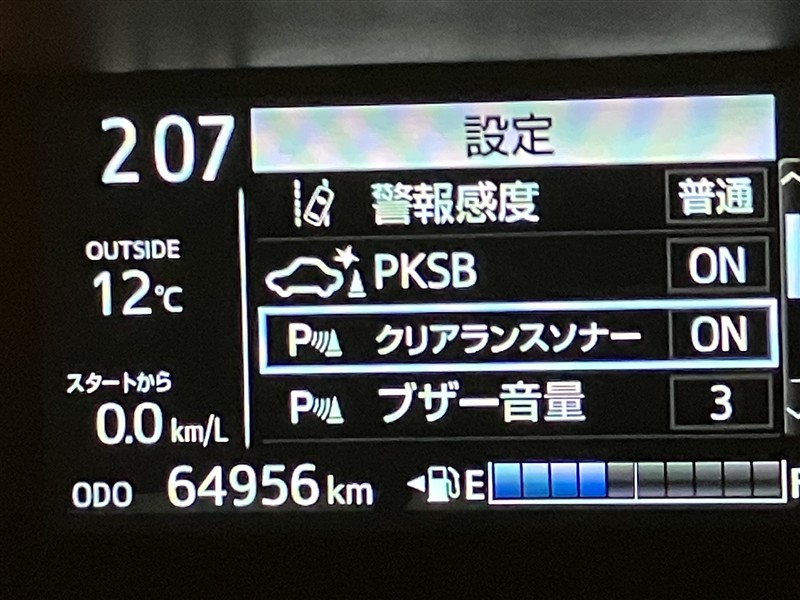 2 07
設定
警報感度 普通
OUTSIDE
12℃
PKSB ON
P クリアランスソナー ON
スタートから
0.0 km/L
P ブザー音量 3
ODO 64956 km
E F